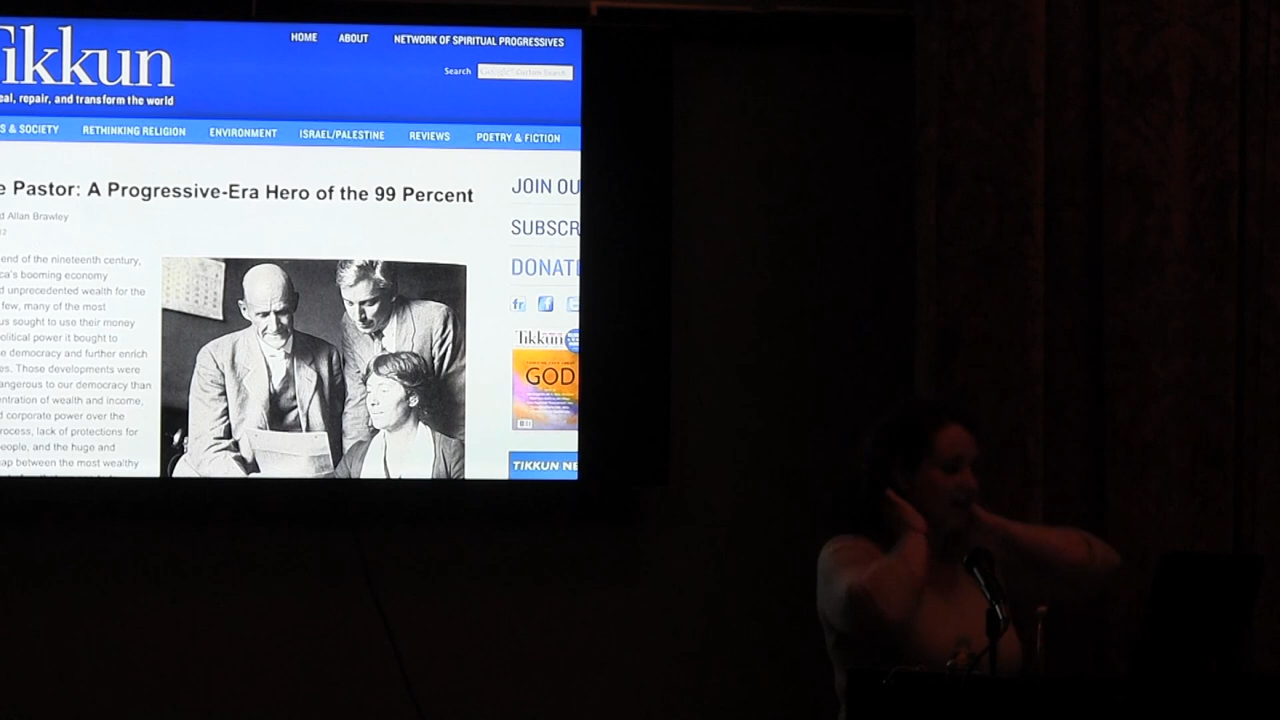 ikkun
HOME ABOUT NETWORK OF SPIRITUAL PROGRESSIVES
Search
eal, repair, and transform the world
S & SOCIETY RETHINKING RELIGION ENVIRONMENT ISRAEL/PALESTINE REVIEWS POETRY & FICTION
e Pastor: A Progressive-Era Hero of the 99 Percent
d Allan Brawley
end of the nineteenth century,
ca's booming economy
d unprecedented wealth for the
few, many of the most
us sought to use their money
olitical power it bought to
e democracy and further enrich
es. Those developments were
angerous to our democracy than
entration of wealth and income,
d corporate power over the
rocess, lack of protections for
eople, and the huge and
ap between the most wealthy
JOIN OU
SUBSCR
DONATE
Tikkun
GOD
TIKKUN NE